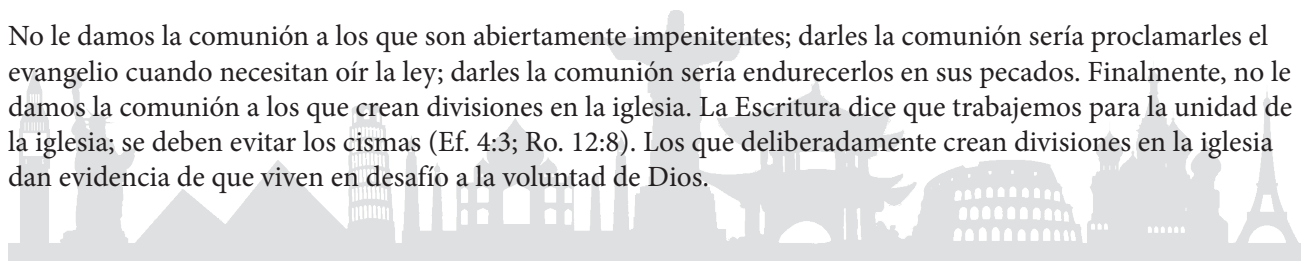 No le damos la comunión a los que son abiertamente impenitentes; darles la comunión sería proclamarles el
evangelio cuando necesitan oír la ley; darles la comunión sería endurecerlos en sus pecados. Finalmente, no le
damos la comunión a los que crean divisiones en la iglesia. La Escritura dice que trabajemos para la unidad de
la iglesia; se deben evitar los cismas (Ef. 4:3; Ro. 12:8). Los que deliberadamente crean divisiones en la iglesia
dan evidencia de que viven en desafío a la voluntad de Dios.